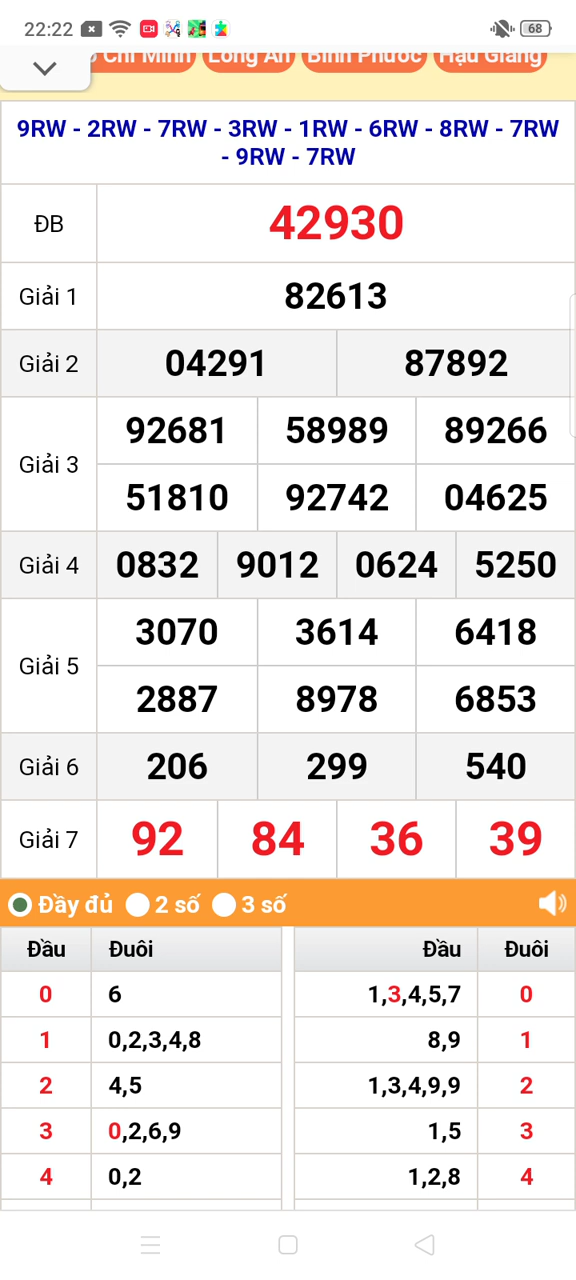 22:22 68
Chí Minh Long An Bình Phước Hậu Giang
9RW - 2RW - 7RW - 3RW - 1RW - 6RW - 8RW - 7RW
- 9RW - 7RW
ĐB 42930
Giải 1 82613
Giải 2 04291 87892
Giải 3
92681 58989 89266
51810 92742 04625
Giải 4 0832 9012 0624 5250
Giải 5
3070 3614 6418
2887 8978 6853
Giải 6 206 299 540
Giải 7 92 84 36 39
Đầy đủ 2 số 3 số
Đầu Đuôi Đầu Đuôi
0 6 1,3,4,5,7 0
1 0,2,3,4,8 8,9 1
2 4,5 1,3,4,9,9 2
3 0,2,6,9 1,5 3
4 0,2 1,2,8 4